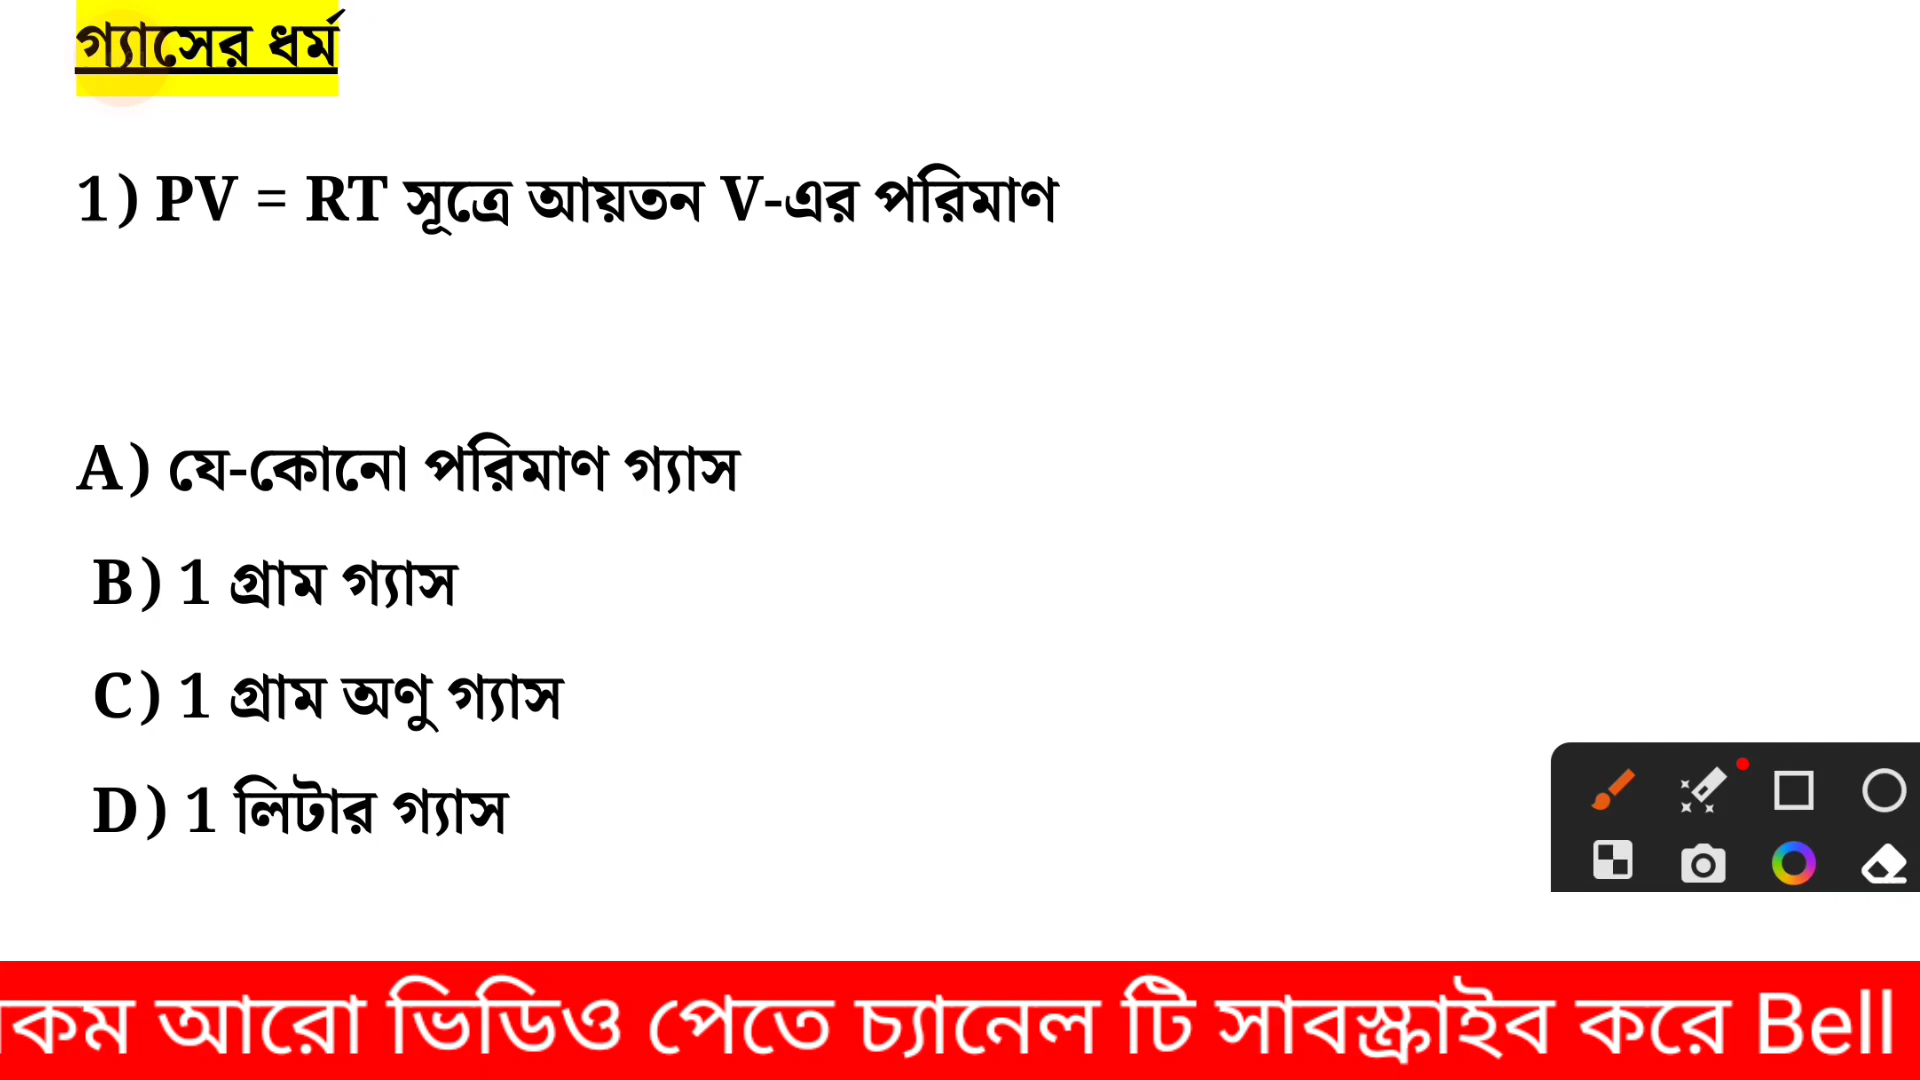 গ্যাসের ধর্ম
1) PV = RT সূত্রে আয়তন V-এর পরিমাণ
A) যে-কোনো পরিমাণ গ্যাস
B) 1 গ্রাম গ্যাস
C) 1 গ্রাম অণু গ্যাস
D) 1 লিটার গ্যাস
কম আরো ভিডিও পেতে চ্যানেল টি সাবস্ক্রাইব করে Bell